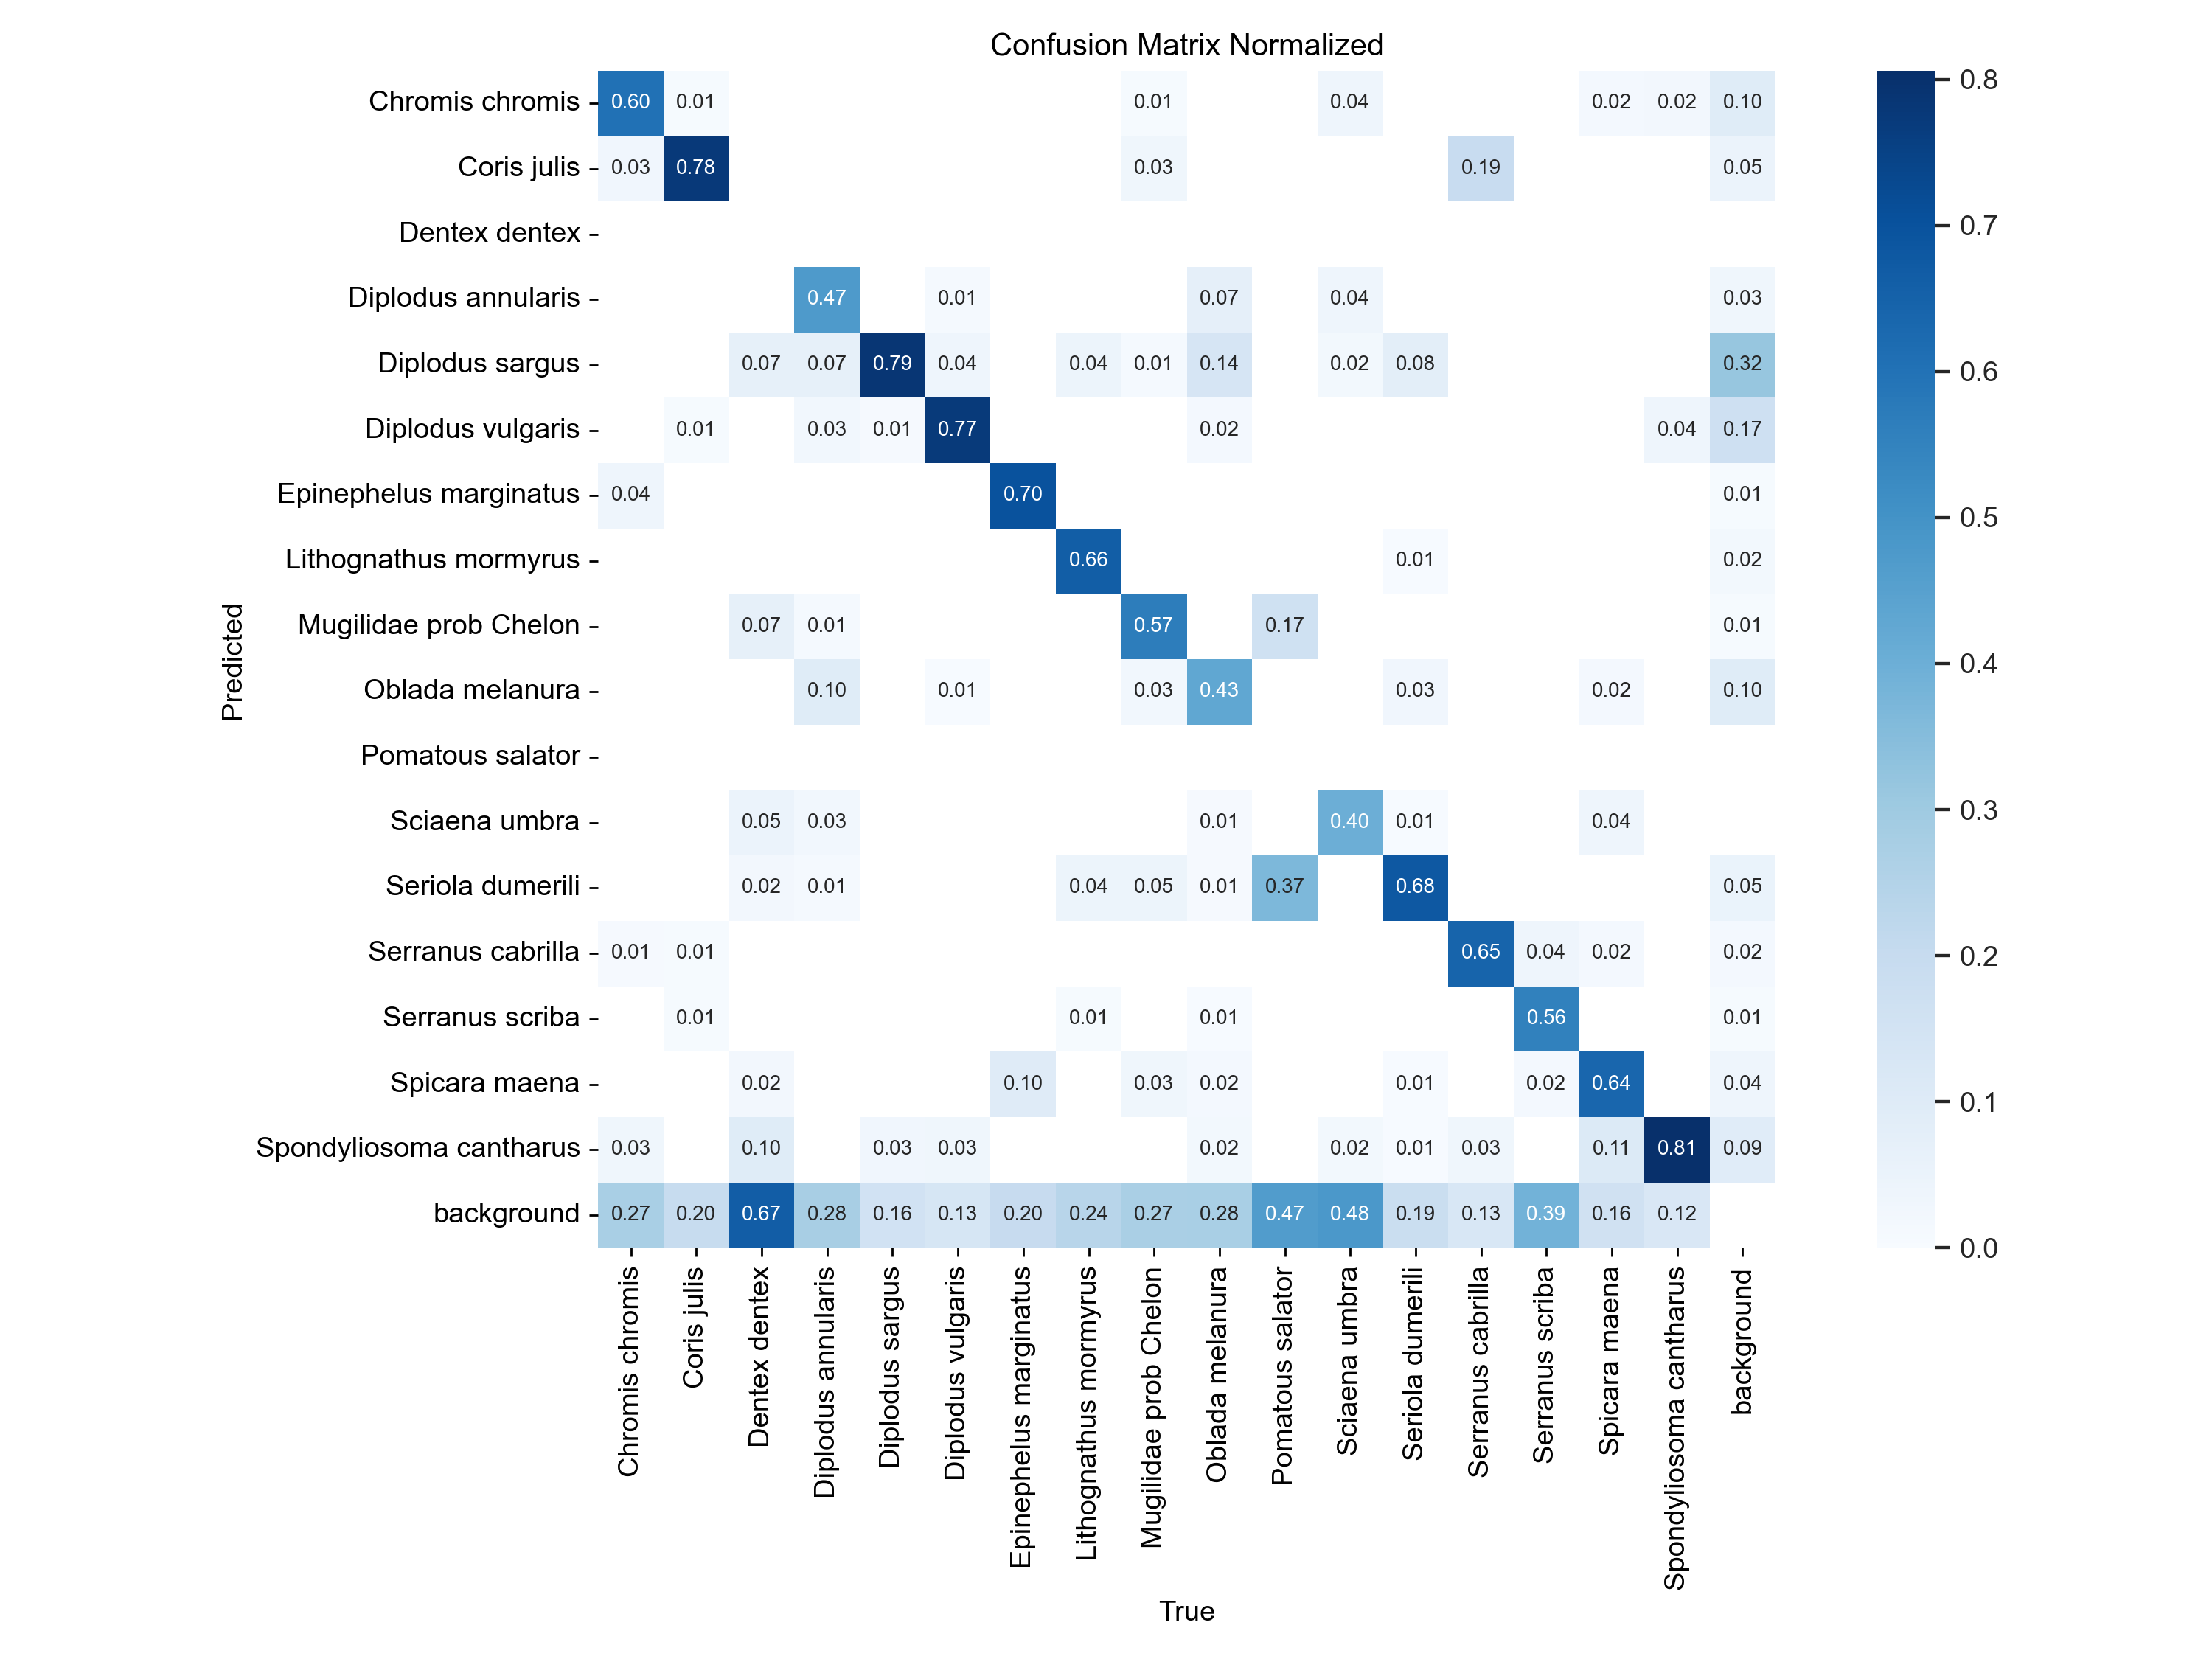 Confusion Matrix Normalized
Chromis chromis 0.60 0.01 0.01 0.04 0.02 0.02 0.10
Coris julis 0.03 0.78 0.03 0.19 0.05
Dentex dentex
Diplodus annularis 0.47 0.01 0.07 0.04 0.03
Diplodus sargus 0.07 0.07 0.79 0.04 0.04 0.01 0.14 0.02 0.08 0.32
Diplodus vulgaris 0.01 0.03 0.01 0.77 0.02 0.04 0.17
Epinephelus marginatus 0.04 0.70 0.01
Lithognathus mormyrus 0.66 0.01 0.02
Mugilidae prob Chelon 0.07 0.01 0.57 0.17 0.01
Oblada melanura 0.10 0.01 0.03 0.43 0.03 0.02 0.10
Pomatous salator
Sciaena umbra 0.05 0.03 0.01 0.40 0.01 0.04
Seriola dumerili 0.02 0.01 0.04 0.05 0.01 0.37 0.68 0.05
Serranus cabrilla 0.01 0.01 0.65 0.04 0.02 0.02
Serranus scriba 0.01 0.01 0.01 0.56 0.01
Spicara maena 0.02 0.10 0.03 0.02 0.01 0.02 0.64 0.04
Spondyliosoma cantharus 0.03 0.10 0.03 0.03 0.02 0.02 0.01 0.03 0.11 0.81 0.09
background 0.27 0.20 0.67 0.28 0.16 0.13 0.20 0.24 0.27 0.28 0.47 0.48 0.19 0.13 0.39 0.16 0.12
Predicted
Chromis chromis
Coris julis
Dentex dentex
Diplodus annularis
Diplodus sargus
Diplodus vulgaris
Epinephelus marginatus
Lithognathus mormyrus
Mugilidae prob Chelon
Oblada melanura
Pomatous salator
Sciaena umbra
Seriola dumerili
Serranus cabrilla
Serranus scriba
Spicara maena
Spondyliosoma cantharus
background
True
0.8
0.7
0.6
0.5
0.4
0.3
0.2
0.1
0.0